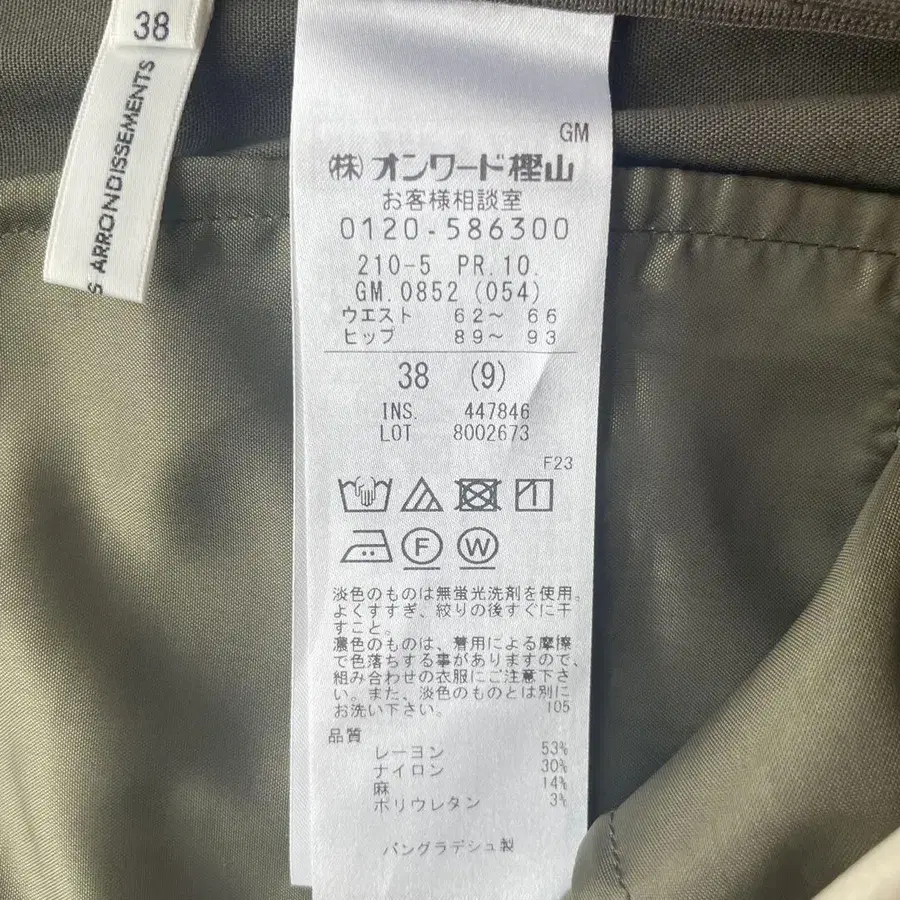 38
S ARRONDISSEMENTS
GM
(株)オンワード樫山
お客様相談室
0120-586300
210-5 PR.10.
GM.0852 (054)
ウエスト 62〜 66
ヒップ 89〜 93
38 (9)
INS. 447846
LOT 8002673
F23
F W
淡色のものは無蛍光洗剤を使用。
よくすすぎ、絞りの後すぐに干
すこと。
濃色のものは、着用による摩擦
で色落ちする事がありますので、
組み合わせの衣服にご注意下さ
い。また、淡色のものとは別に
お洗い下さい。 105
品質
レーヨン 53%
ナイロン 30%
麻 14%
ポリウレタン 3%
バングラデシュ製